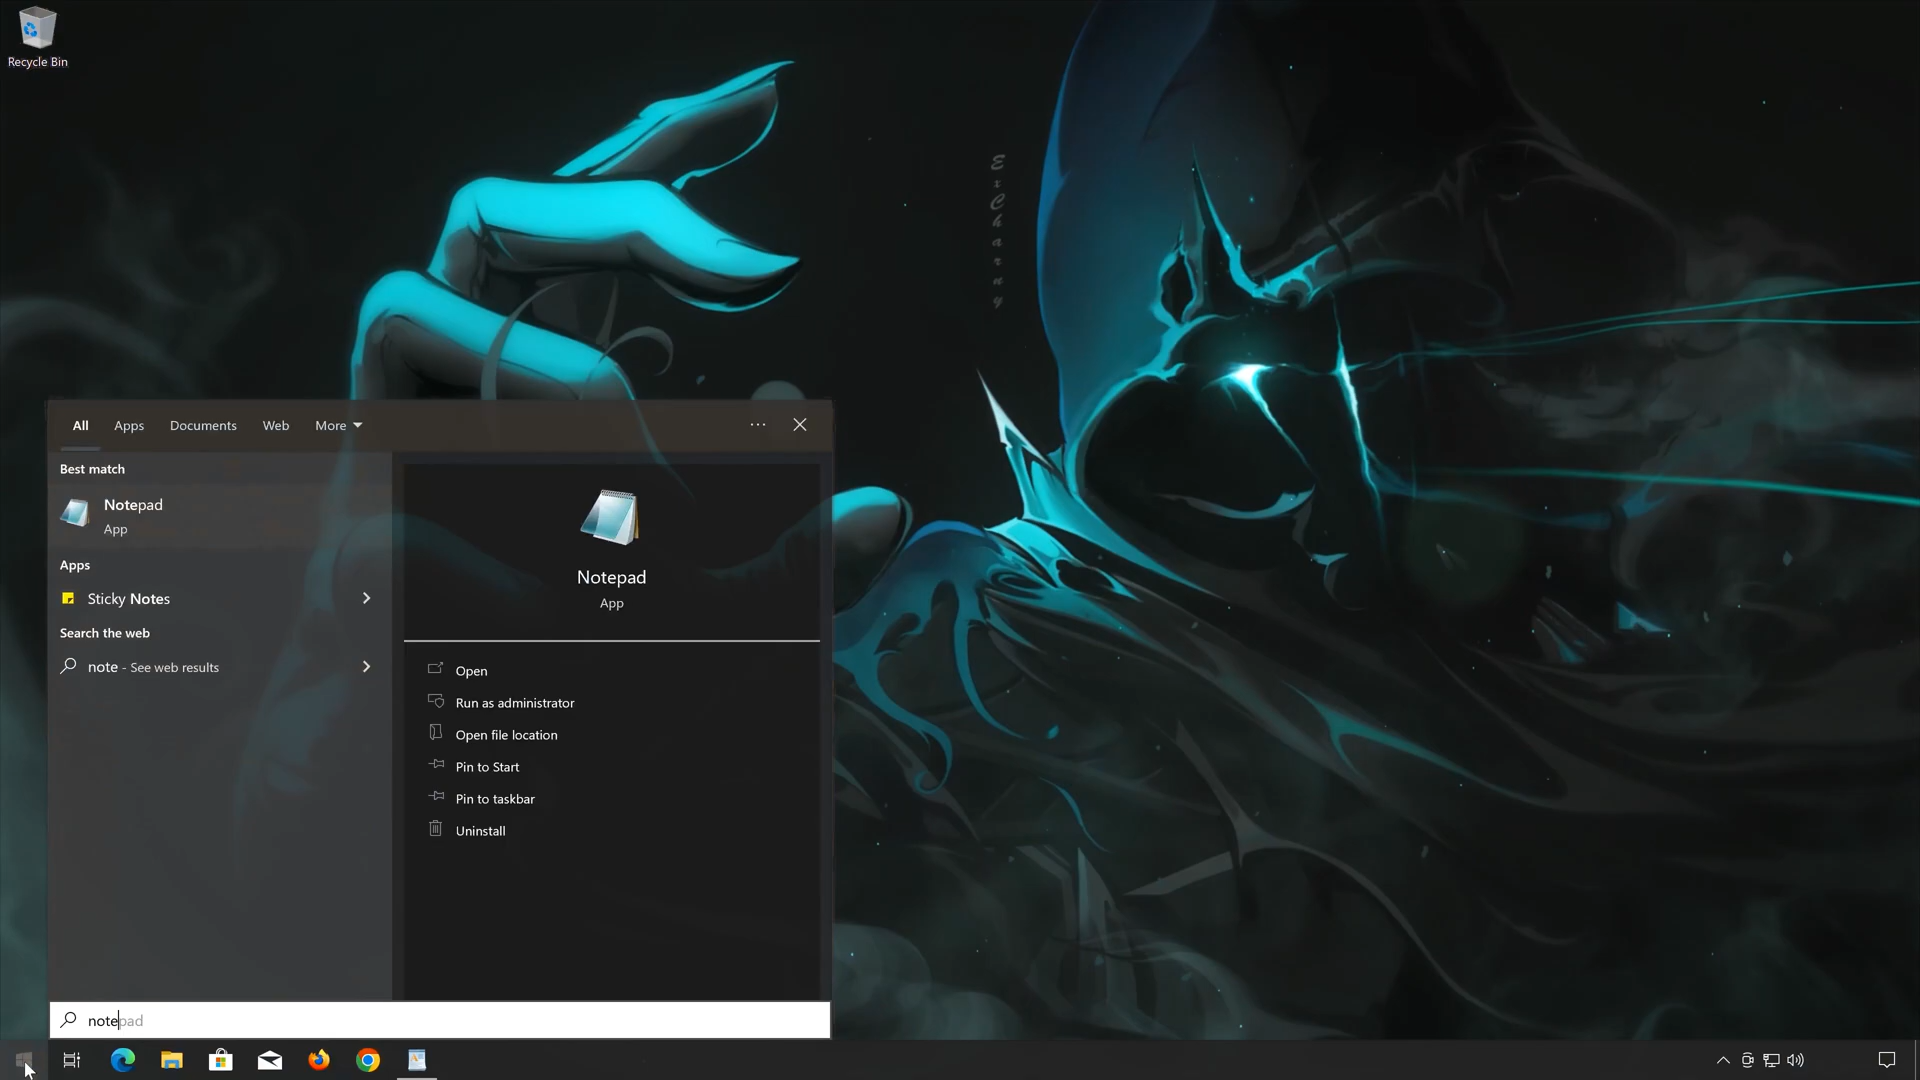 Recycle Bin
ErCharny
All Apps Documents Web More
Best match
Notepad
App
Apps
Sticky Notes
Search the web
note - See web results
Notepad
App
Open
Run as administrator
Open file location
Pin to Start
Pin to taskbar
Uninstall
notepad